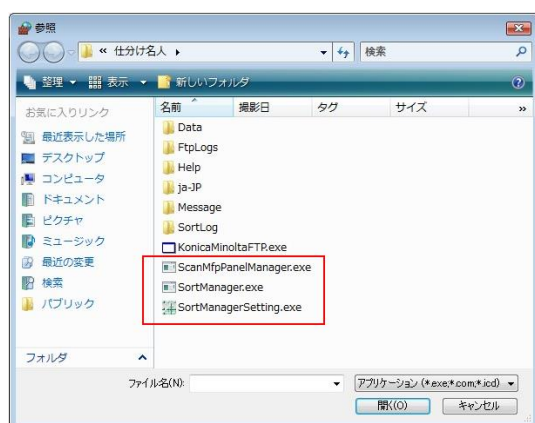 参照
« 仕分け名人
検索
整理 表示 新しいフォルダ
お気に入りリンク
最近表示した場所
デスクトップ
コンピュータ
ドキュメント
ピクチャ
ミュージック
最近の変更
検索
パブリック
フォルダ
名前 撮影日 タグ サイズ »
Data
FtpLogs
Help
ja-JP
Message
SortLog
KonicaMinoltaFTP.exe
ScanMfpPanelManager.exe
SortManager.exe
SortManagerSetting.exe
ファイル名(N):
アプリケーション (*.exe;*.com;*.icd)
開く(O) キャンセル